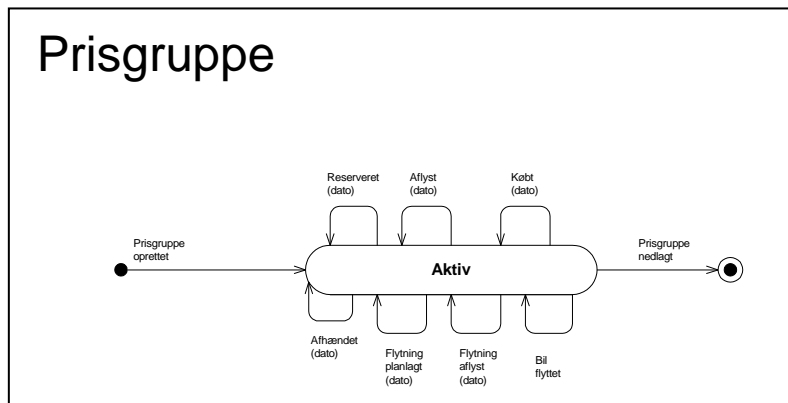 Prisgruppe
Reserveret
(dato)
Aflyst
(dato)
Købt
(dato)
Prisgruppe
oprettet
Aktiv
Prisgruppe
nedlagt
Afhændet
(dato)
Flytning
planlagt
(dato)
Flytning
aflyst
(dato)
Bil
flyttet